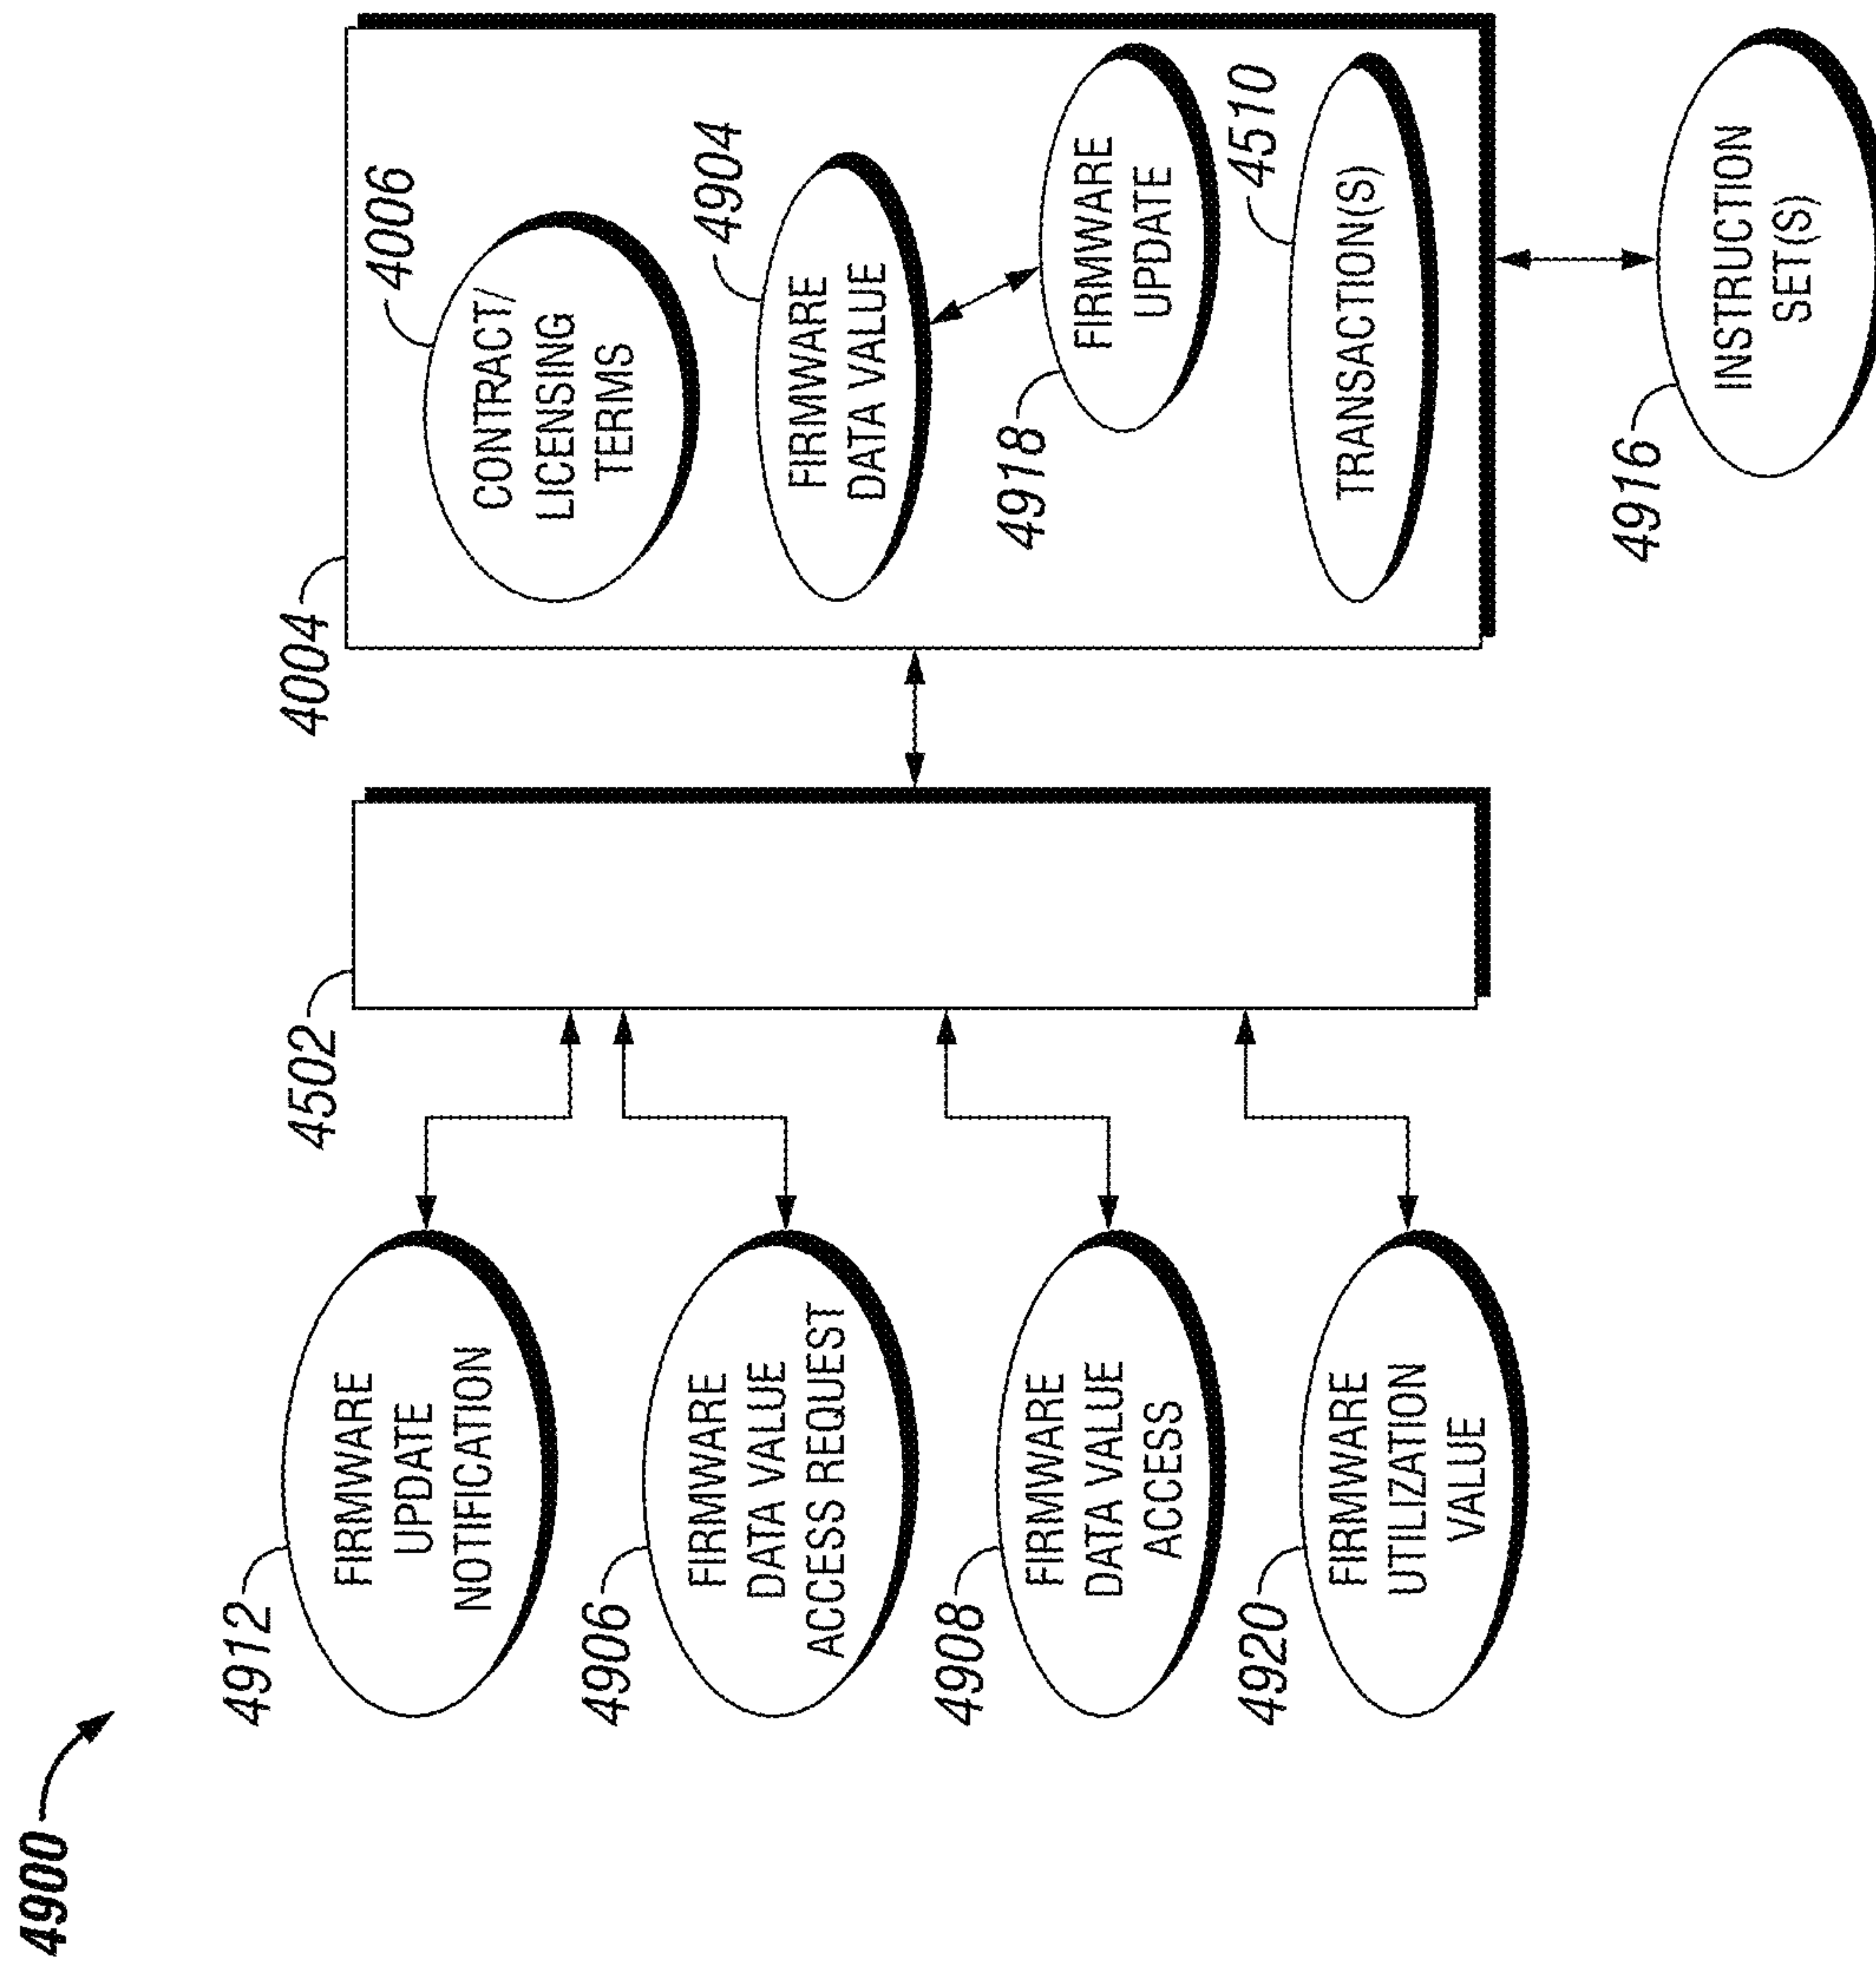 4900
4912
FIRMWARE
UPDATE
NOTIFICATION
4906
FIRMWARE
DATA VALUE
ACCESS REQUEST
4908
FIRMWARE
DATA VALUE
ACCESS
4920
FIRMWARE
UTILIZATION
VALUE
4502
4004
4006
CONTRACT/
LICENSING
TERMS
4904
FIRMWARE
DATA VALUE
4918
FIRMWARE
UPDATE
4510
TRANSACTION(S)
4916
INSTRUCTION
SET(S)